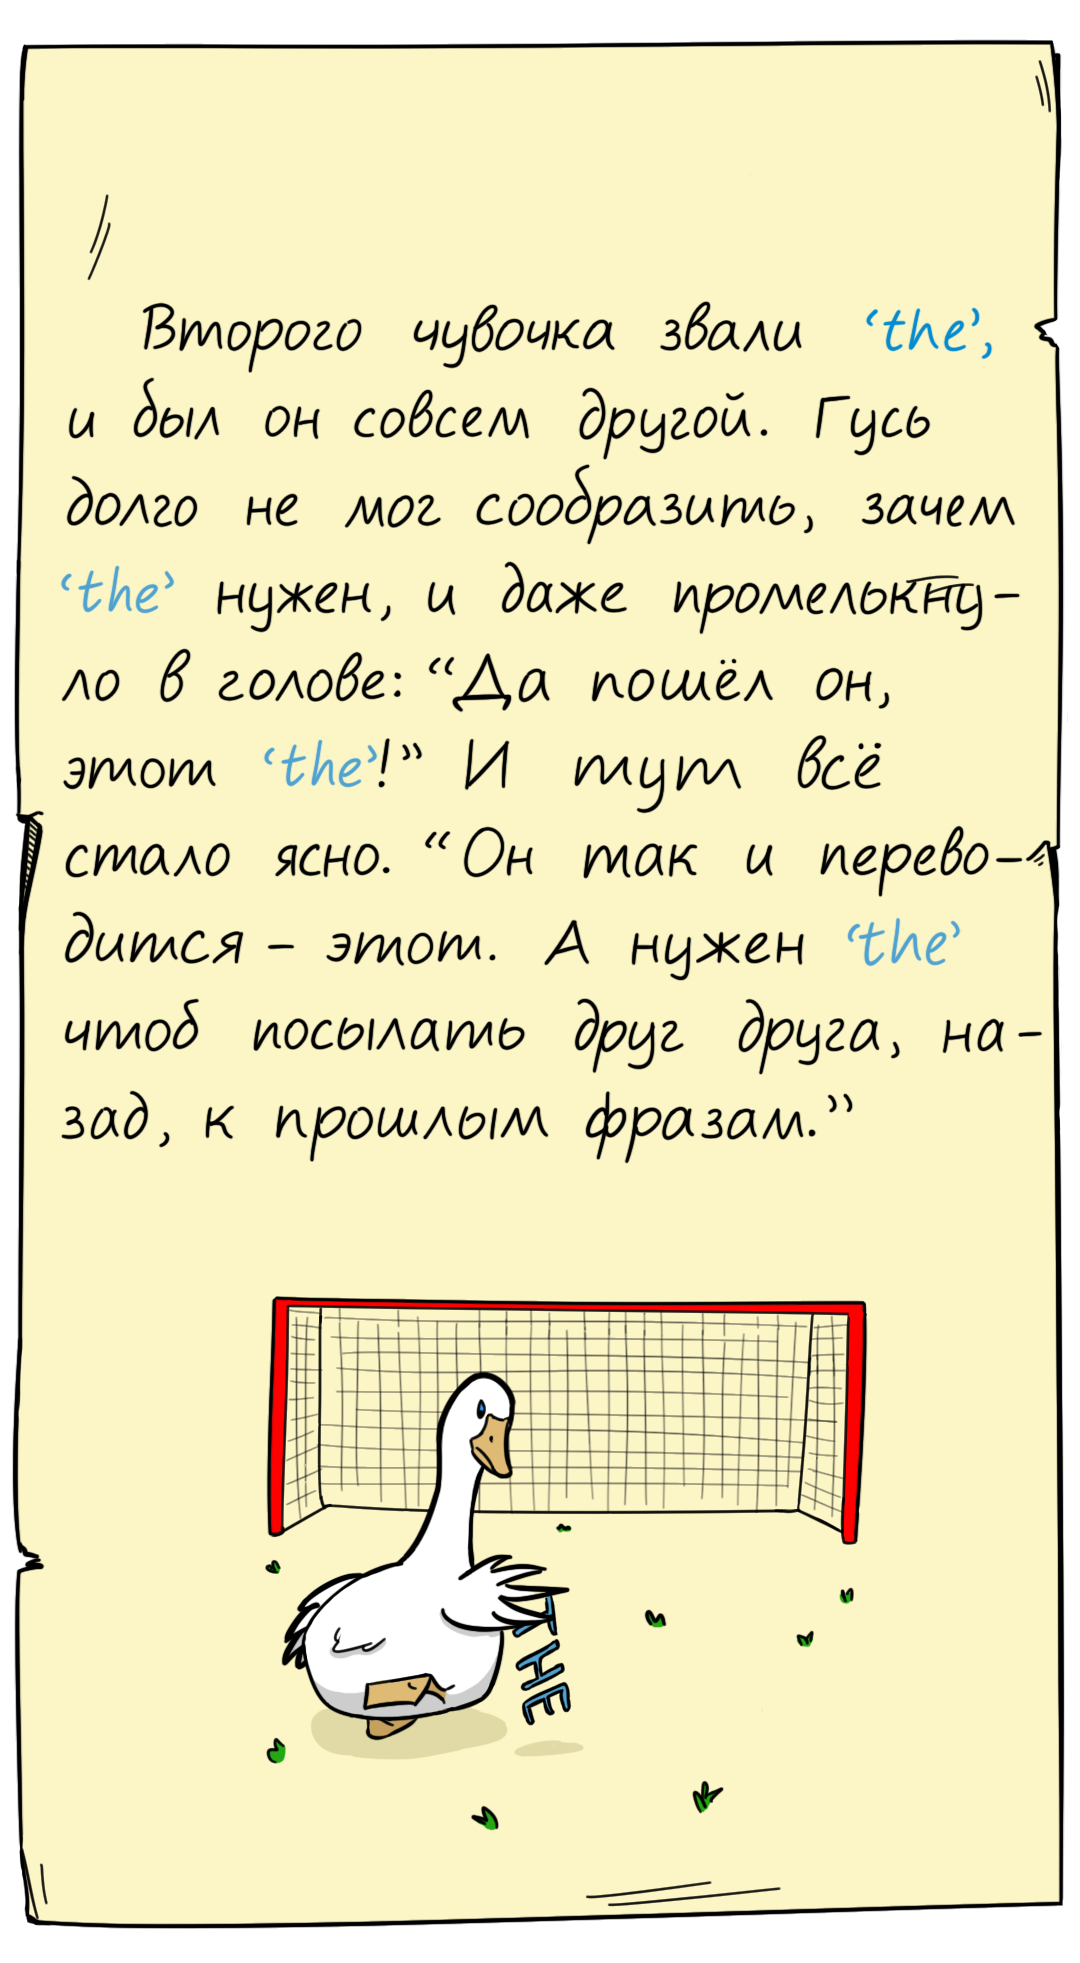 Второго чувочка звали ‘the’,
и был он совсем другой. Гусь
долго не мог сообразить, зачем
‘the’ нужен, и даже промелькну-
ло в голове: “Да пошёл он,
этот ‘the’!” И тут всё
стало ясно. “Он так и перево-
дится – этот. А нужен ‘the’
чтоб посылать друг друга, на-
зад, к прошлым фразам.”
THE